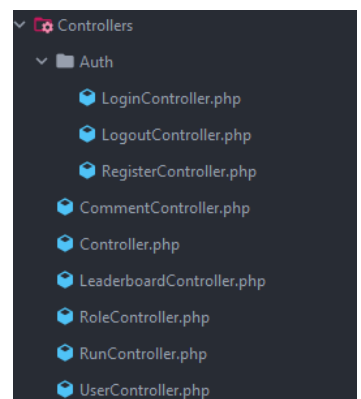 Controllers
Auth
LoginController.php
LogoutController.php
RegisterController.php
CommentController.php
Controller.php
LeaderboardController.php
RoleController.php
RunController.php
UserController.php